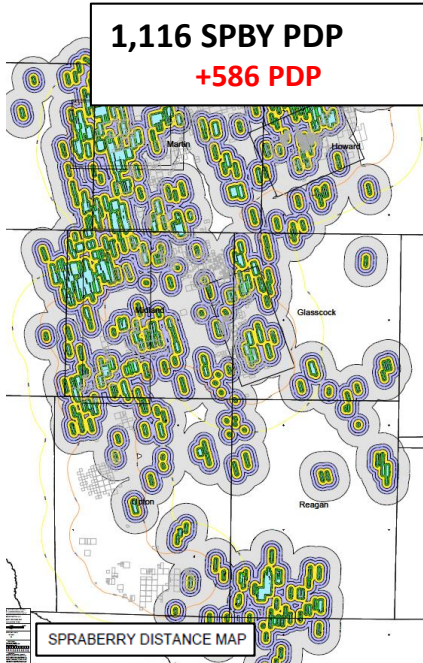 1,116 SPBY PDP
+586 PDP
Martin
Howard
Midland
Glasscock
Upton
Reagan
SPRABERRY DISTANCE MAP